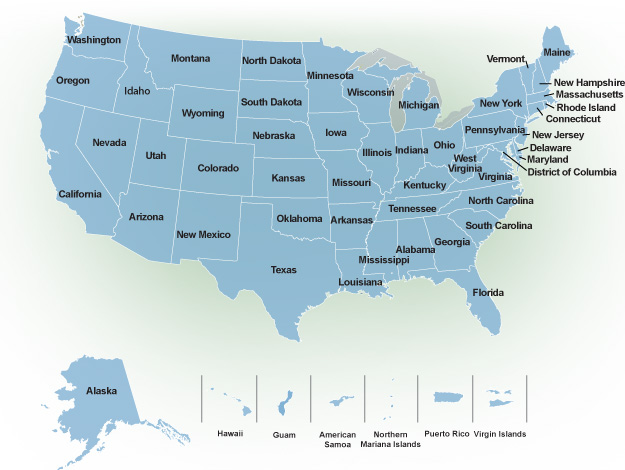 Washington
Montana
North Dakota
Minnesota
Vermont
Maine
Oregon
Idaho
Wyoming
South Dakota
Wisconsin
Michigan
New York
New Hampshire
Massachusetts
Rhode Island
Connecticut
Nevada
Utah
Colorado
Nebraska
Iowa
Illinois
Indiana
Ohio
Pennsylvania
New Jersey
Delaware
Maryland
District of Columbia
California
Arizona
New Mexico
Kansas
Missouri
Kentucky
West
Virginia
Virginia
Oklahoma
Arkansas
Tennessee
North Carolina
South Carolina
Texas
Louisiana
Mississippi
Alabama
Georgia
Florida
Alaska
Hawaii
Guam
American
Samoa
Northern
Mariana Islands
Puerto Rico
Virgin Islands